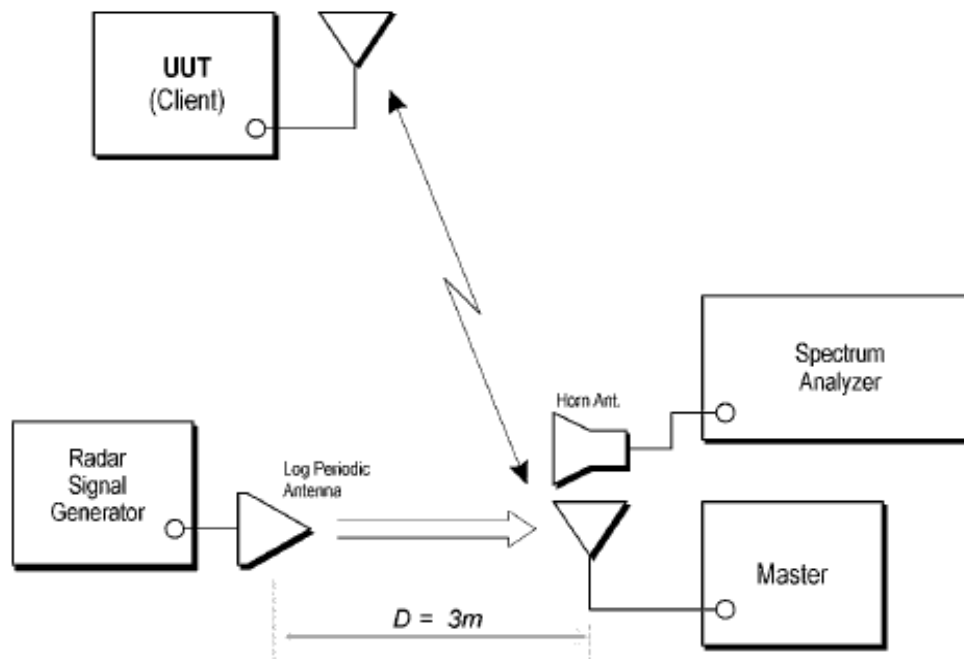 UUT
(Client)
Spectrum
Analyzer
Horn Ant.
Radar
Signal
Generator
Log Periodic
Antenna
Master
D = 3m